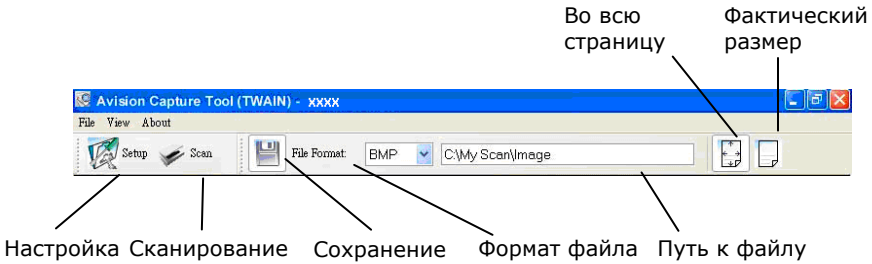 Во всю
страницу
Фактический
размер
Avision Capture Tool (TWAIN) - xxxx
File View About
Setup Scan File Format: BMP C:\My Scan\Image
Настройка Сканирование Сохранение Формат файла Путь к файлу